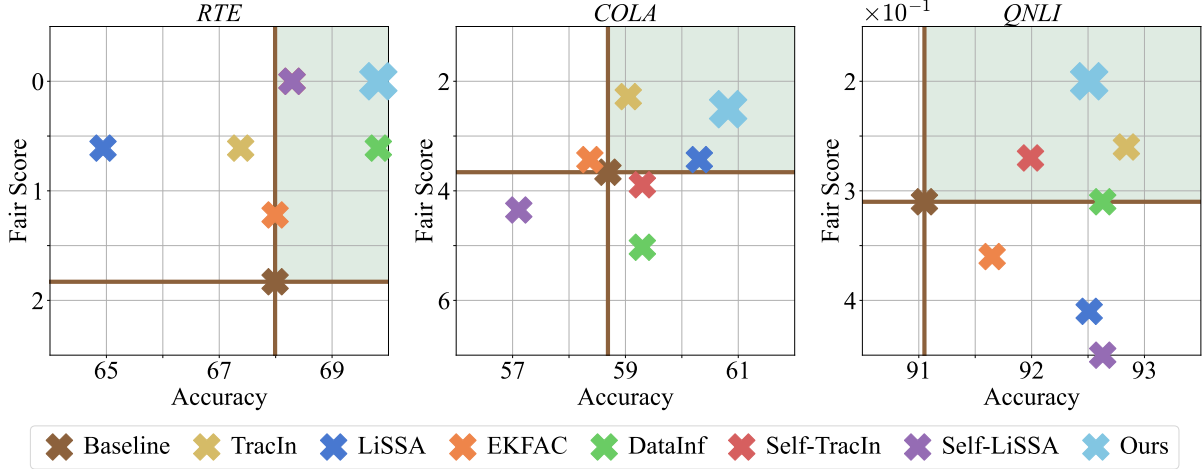 RTE
COLA
×10⁻¹ QNLI
Fair Score
0
1
2
65 67 69
Accuracy
Fair Score
2
4
6
57 59 61
Accuracy
Fair Score
2
3
4
91 92 93
Accuracy
Baseline TracIn LiSSA EKFAC DataInf Self-TracIn Self-LiSSA Ours